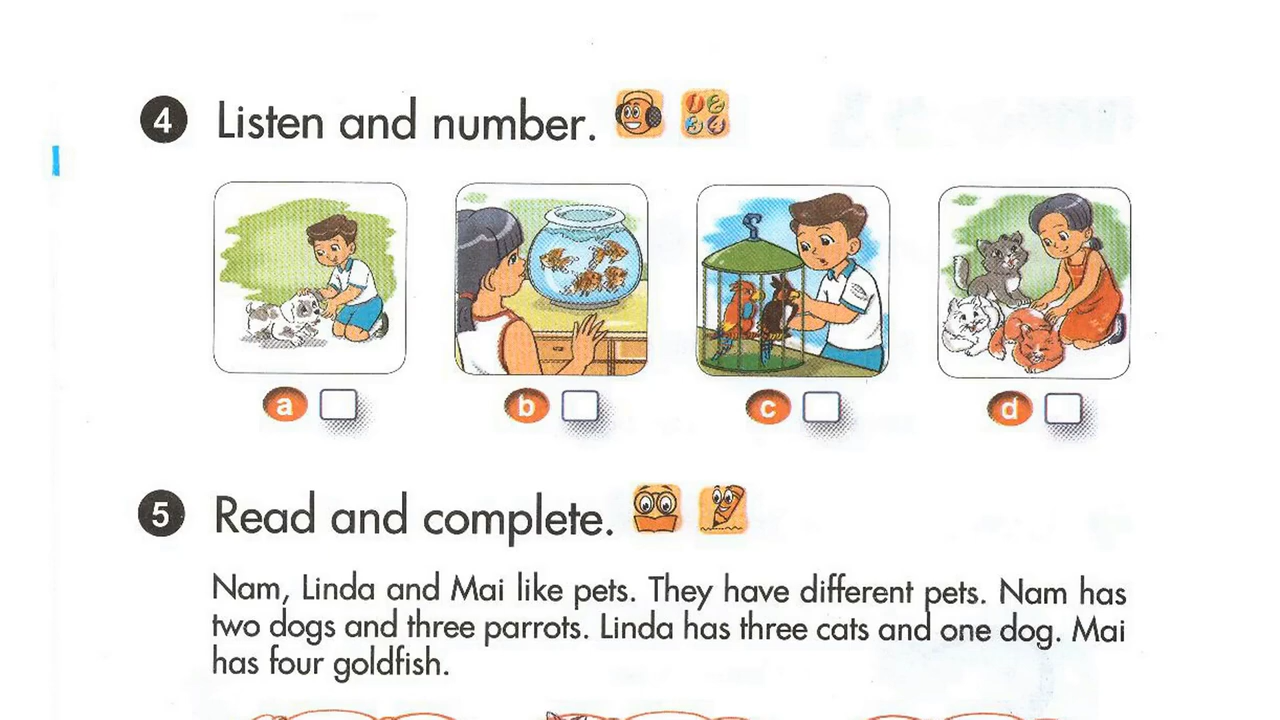 4 Listen and number.
a b c d
5 Read and complete.
Nam, Linda and Mai like pets. They have different pets. Nam has
two dogs and three parrots. Linda has three cats and one dog. Mai
has four goldfish.